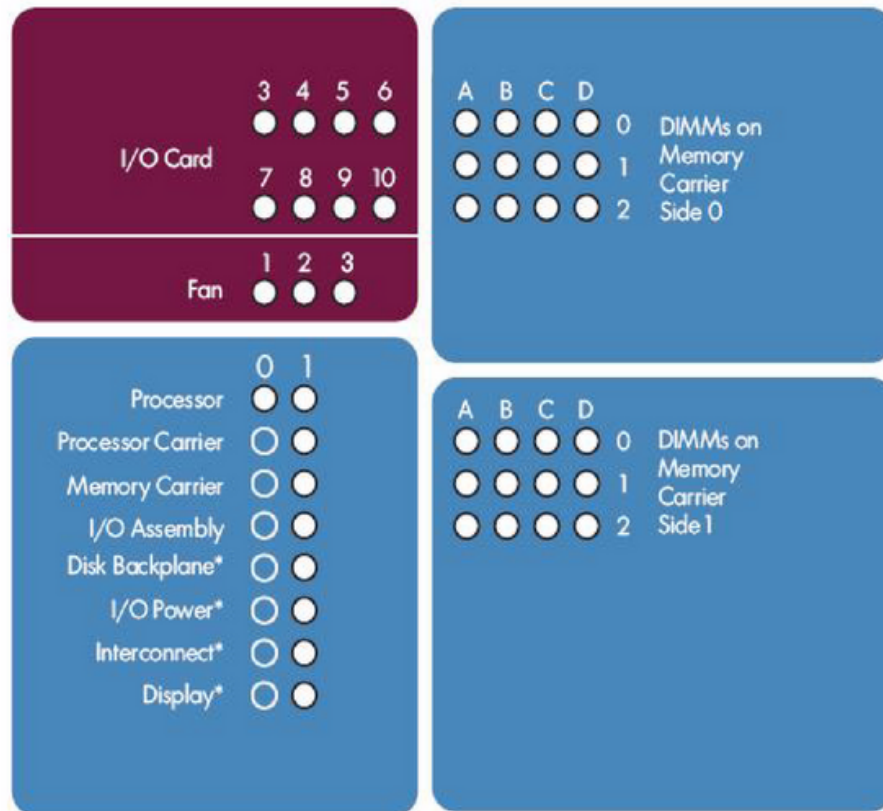 3 4 5 6
I/O Card
7 8 9 10
1 2 3
Fan
0 1
Processor
Processor Carrier
Memory Carrier
I/O Assembly
Disk Backplane*
I/O Power*
Interconnect*
Display*
A B C D
0 DIMMs on
1 Memory
Carrier
2 Side 0
A B C D
0 DIMMs on
1 Memory
Carrier
2 Side1